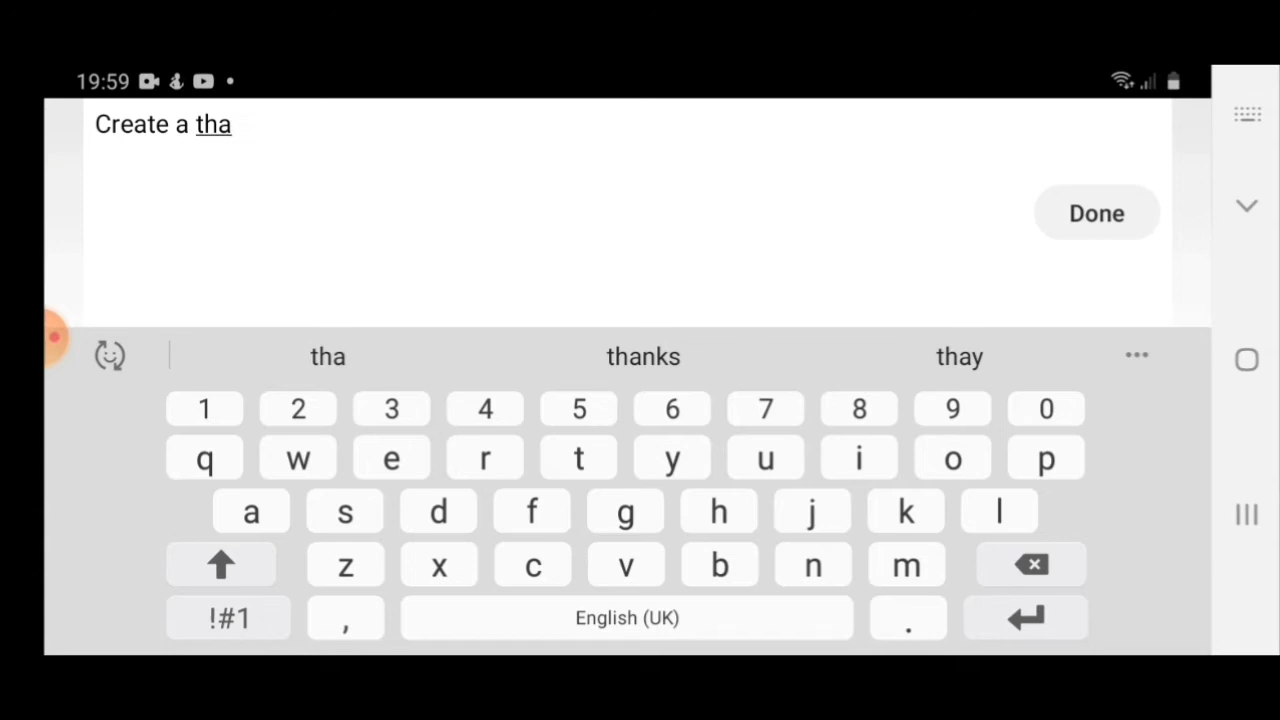 19:59
Create a tha
Done
tha thanks thay
1 2 3 4 5 6 7 8 9 0
q w e r t y u i o p
a s d f g h j k l
z x c v b n m
!#1 , English (UK) .